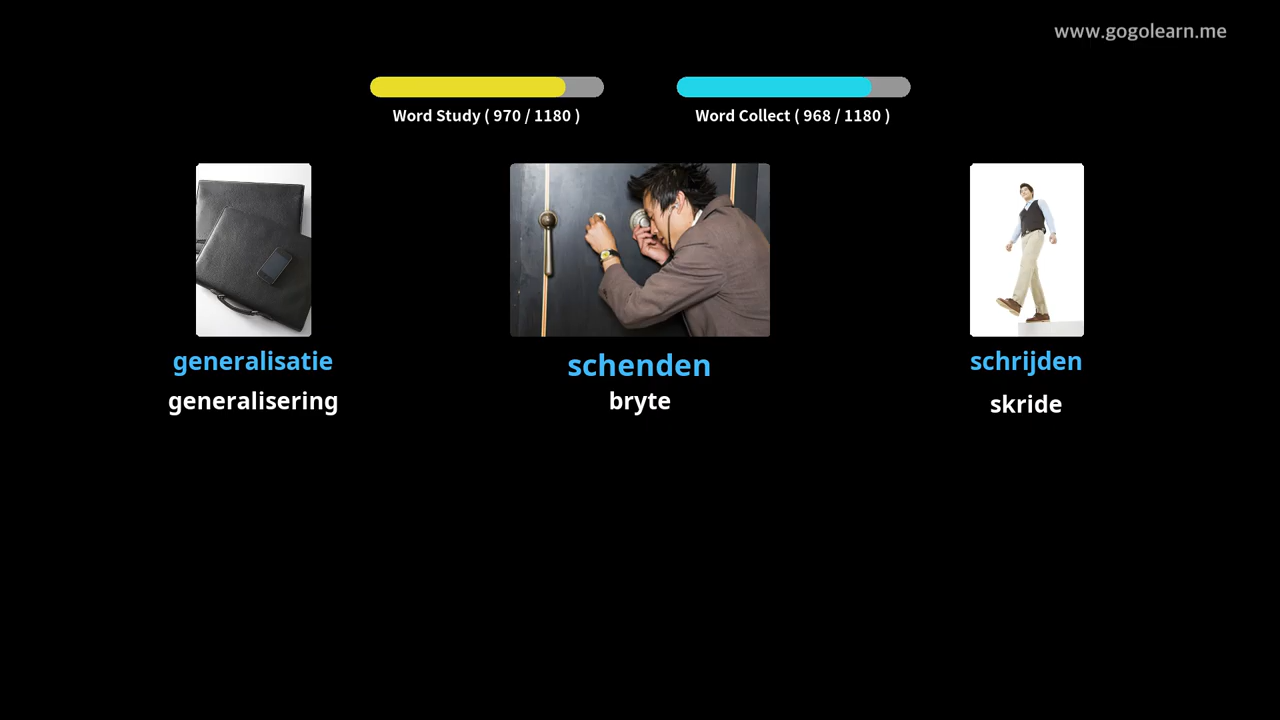 www.gogolearn.me
Word Study ( 970 / 1180 )
Word Collect ( 968 / 1180 )
generalisatie
generalisering
schenden
bryte
schrijden
skride